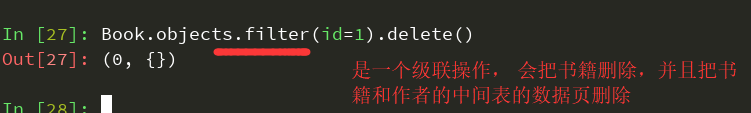 In [27]: Book.objects.filter(id=1).delete()
Out[27]: (0, {})
是一个级联操作， 会把书籍删除，并且把书
籍和作者的中间表的数据页删除
In [28]: